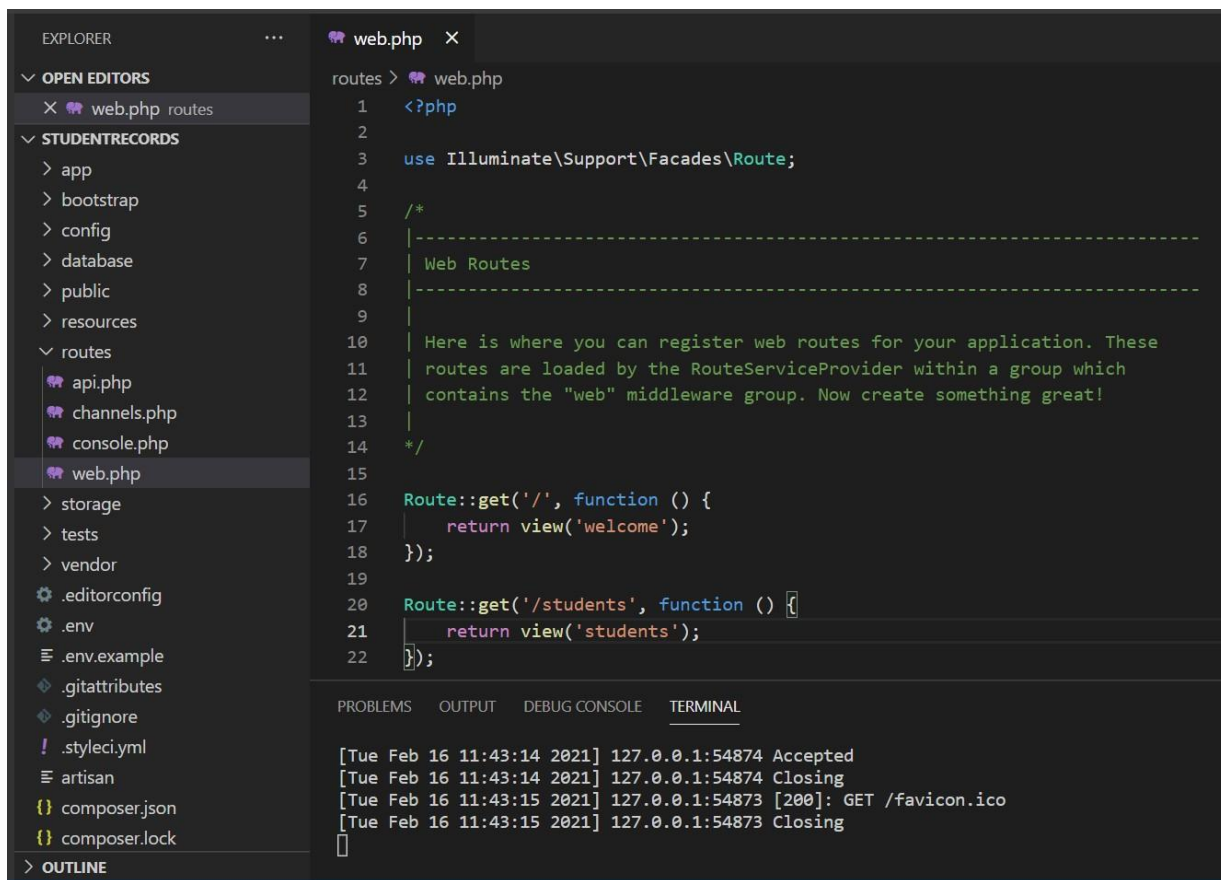 EXPLORER ...
OPEN EDITORS
web.php routes
STUDENTRECORDS
app
bootstrap
config
database
public
resources
routes
api.php
channels.php
console.php
web.php
storage
tests
vendor
.editorconfig
.env
.env.example
.gitattributes
.gitignore
! .styleci.yml
artisan
{} composer.json
{} composer.lock
OUTLINE
web.php
routes > web.php
1 <?php
2
3 use Illuminate\Support\Facades\Route;
4
5 /*
6 |--------------------------------------------------------------------------
7 | Web Routes
8 |--------------------------------------------------------------------------
9 |
10 | Here is where you can register web routes for your application. These
11 | routes are loaded by the RouteServiceProvider within a group which
12 | contains the "web" middleware group. Now create something great!
13 |
14 */
15
16 Route::get('/', function () {
17     return view('welcome');
18 });
19
20 Route::get('/students', function () {
21     return view('students');
22 });
PROBLEMS OUTPUT DEBUG CONSOLE TERMINAL
[Tue Feb 16 11:43:14 2021] 127.0.0.1:54874 Accepted
[Tue Feb 16 11:43:14 2021] 127.0.0.1:54874 Closing
[Tue Feb 16 11:43:15 2021] 127.0.0.1:54873 [200]: GET /favicon.ico
[Tue Feb 16 11:43:15 2021] 127.0.0.1:54873 Closing